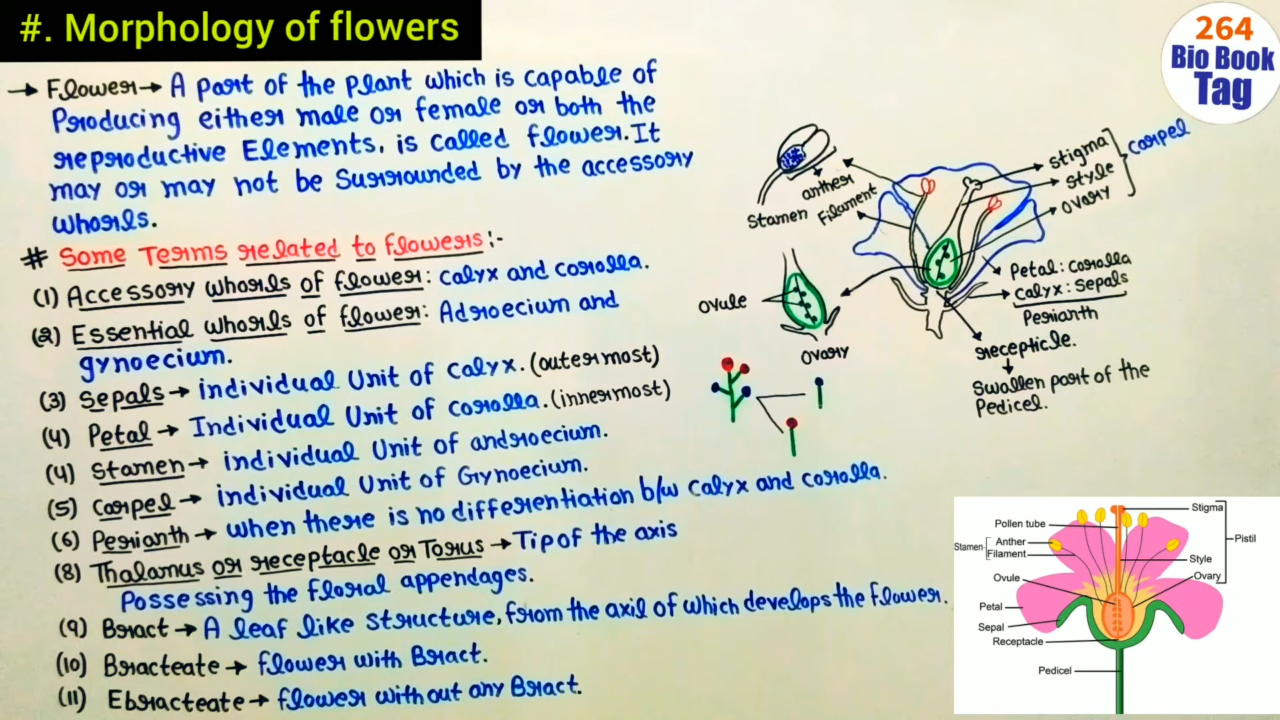 #. Morphology of flowers
264
Bio Book
Tag
→ Flower → A part of the plant which is capable of
Producing either male or female or both the
reproductive Elements, is called flower. It
may or may not be Surrounded by the accessory
whorls.
# Some Terms related to flowers :-
(1) Accessory whorls of flower: Calyx and corolla.
(2) Essential whorls of flower: Adroecium and
gynoecium.
(3) Sepals → individual Unit of Calyx. (outermost)
(4) Petal → Individual Unit of corolla. (innermost)
(4) Stamen → individual Unit of androecium.
(5) Carpel → individual Unit of Gynoecium.
(6) Perianth → when there is no differentiation b/w calyx and corolla.
(8) Thalamus or receptacle or Torus → Tip of the axis
Possessing the floral appendages.
(9) Bract → A leaf like structure, from the axil of which develops the flower.
(10) Bracteate → flower with Bract.
(11) Ebracteate → flower without any Bract.
anther
Stamen
Filament
stigma
style
ovary
Carpel
Petal: corolla
calyx: sepals
Perianth
recepticle.
Swallen part of the
Pedicel.
ovule
ovary
Stigma
Pollen tube
Stamen
Anther
Filament
Pistil
Style
Ovule
Ovary
Petal
Sepal
Receptacle
Pedicel